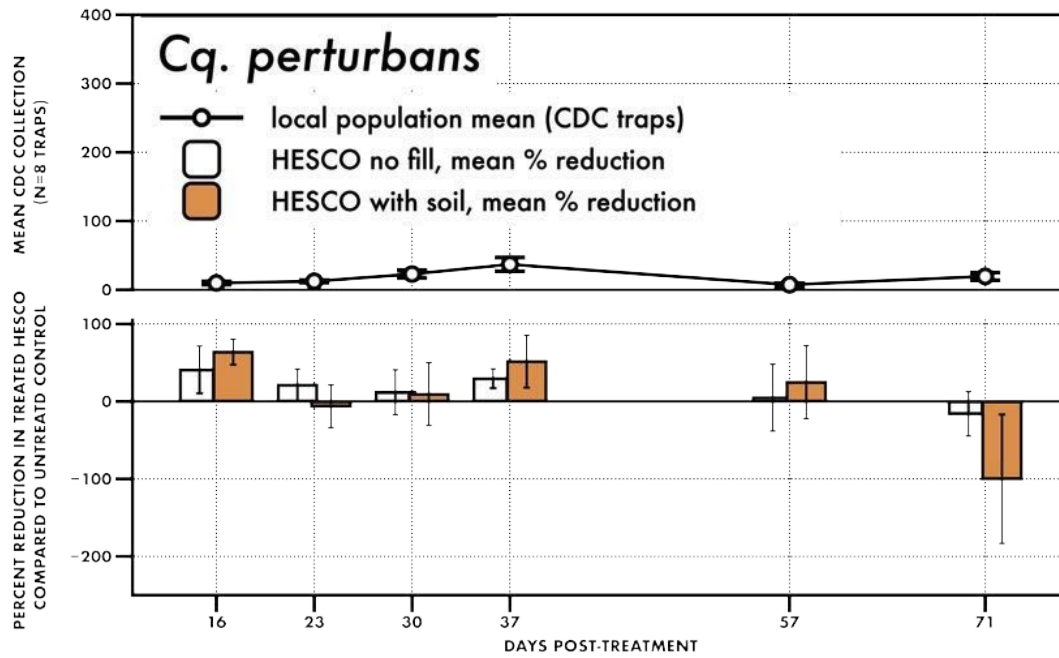 400
300
200
100
0
MEAN CDC COLLECTION
(N=8 TRAPS)
Cq. perturbans
local population mean (CDC traps)
HESCO no fill, mean % reduction
HESCO with soil, mean % reduction
100
0
-100
-200
PERCENT REDUCTION IN TREATED HESCO
COMPARED TO UNTREATD CONTROL
16 23 30 37 57 71
DAYS POST-TREATMENT